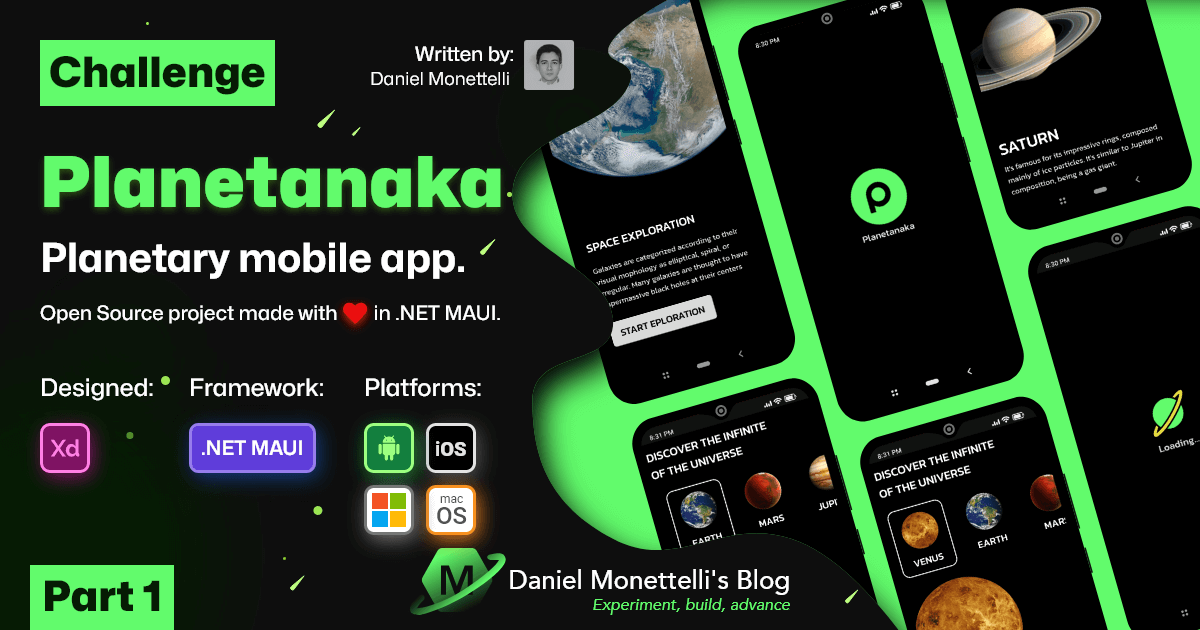 Challenge
Written by:
Daniel Monettelli
Planetanaka
Planetary mobile app.
Open Source project made with
in .NET MAUI.
Designed:
Framework:
Platforms:
Xd
.NET MAUI
iOS
mac
OS
Part 1
M
Daniel Monettelli's Blog
Experiment, build, advance
SPACE EXPLORATION
Galaxies are categorized according to their
visual mophology as elliptical, spiral, or
rregular. Many galaxies are thought to have
permassive black holes at their centers
START EPLORATION
8:30 PM
Planetanaka
SATURN
It's famous for its impressive rings, composed
mainly of ice particles. It's similar to Jupiter in
composition, being a gas giant.
8:31 PM
DISCOVER THE INFINITE
OF THE UNIVERSE
EARTH
MARS
JUPI
8:31 PM
DISCOVER THE INFINITE
OF THE UNIVERSE
VENUS
EARTH
MAR
8:30 PM
Loading...